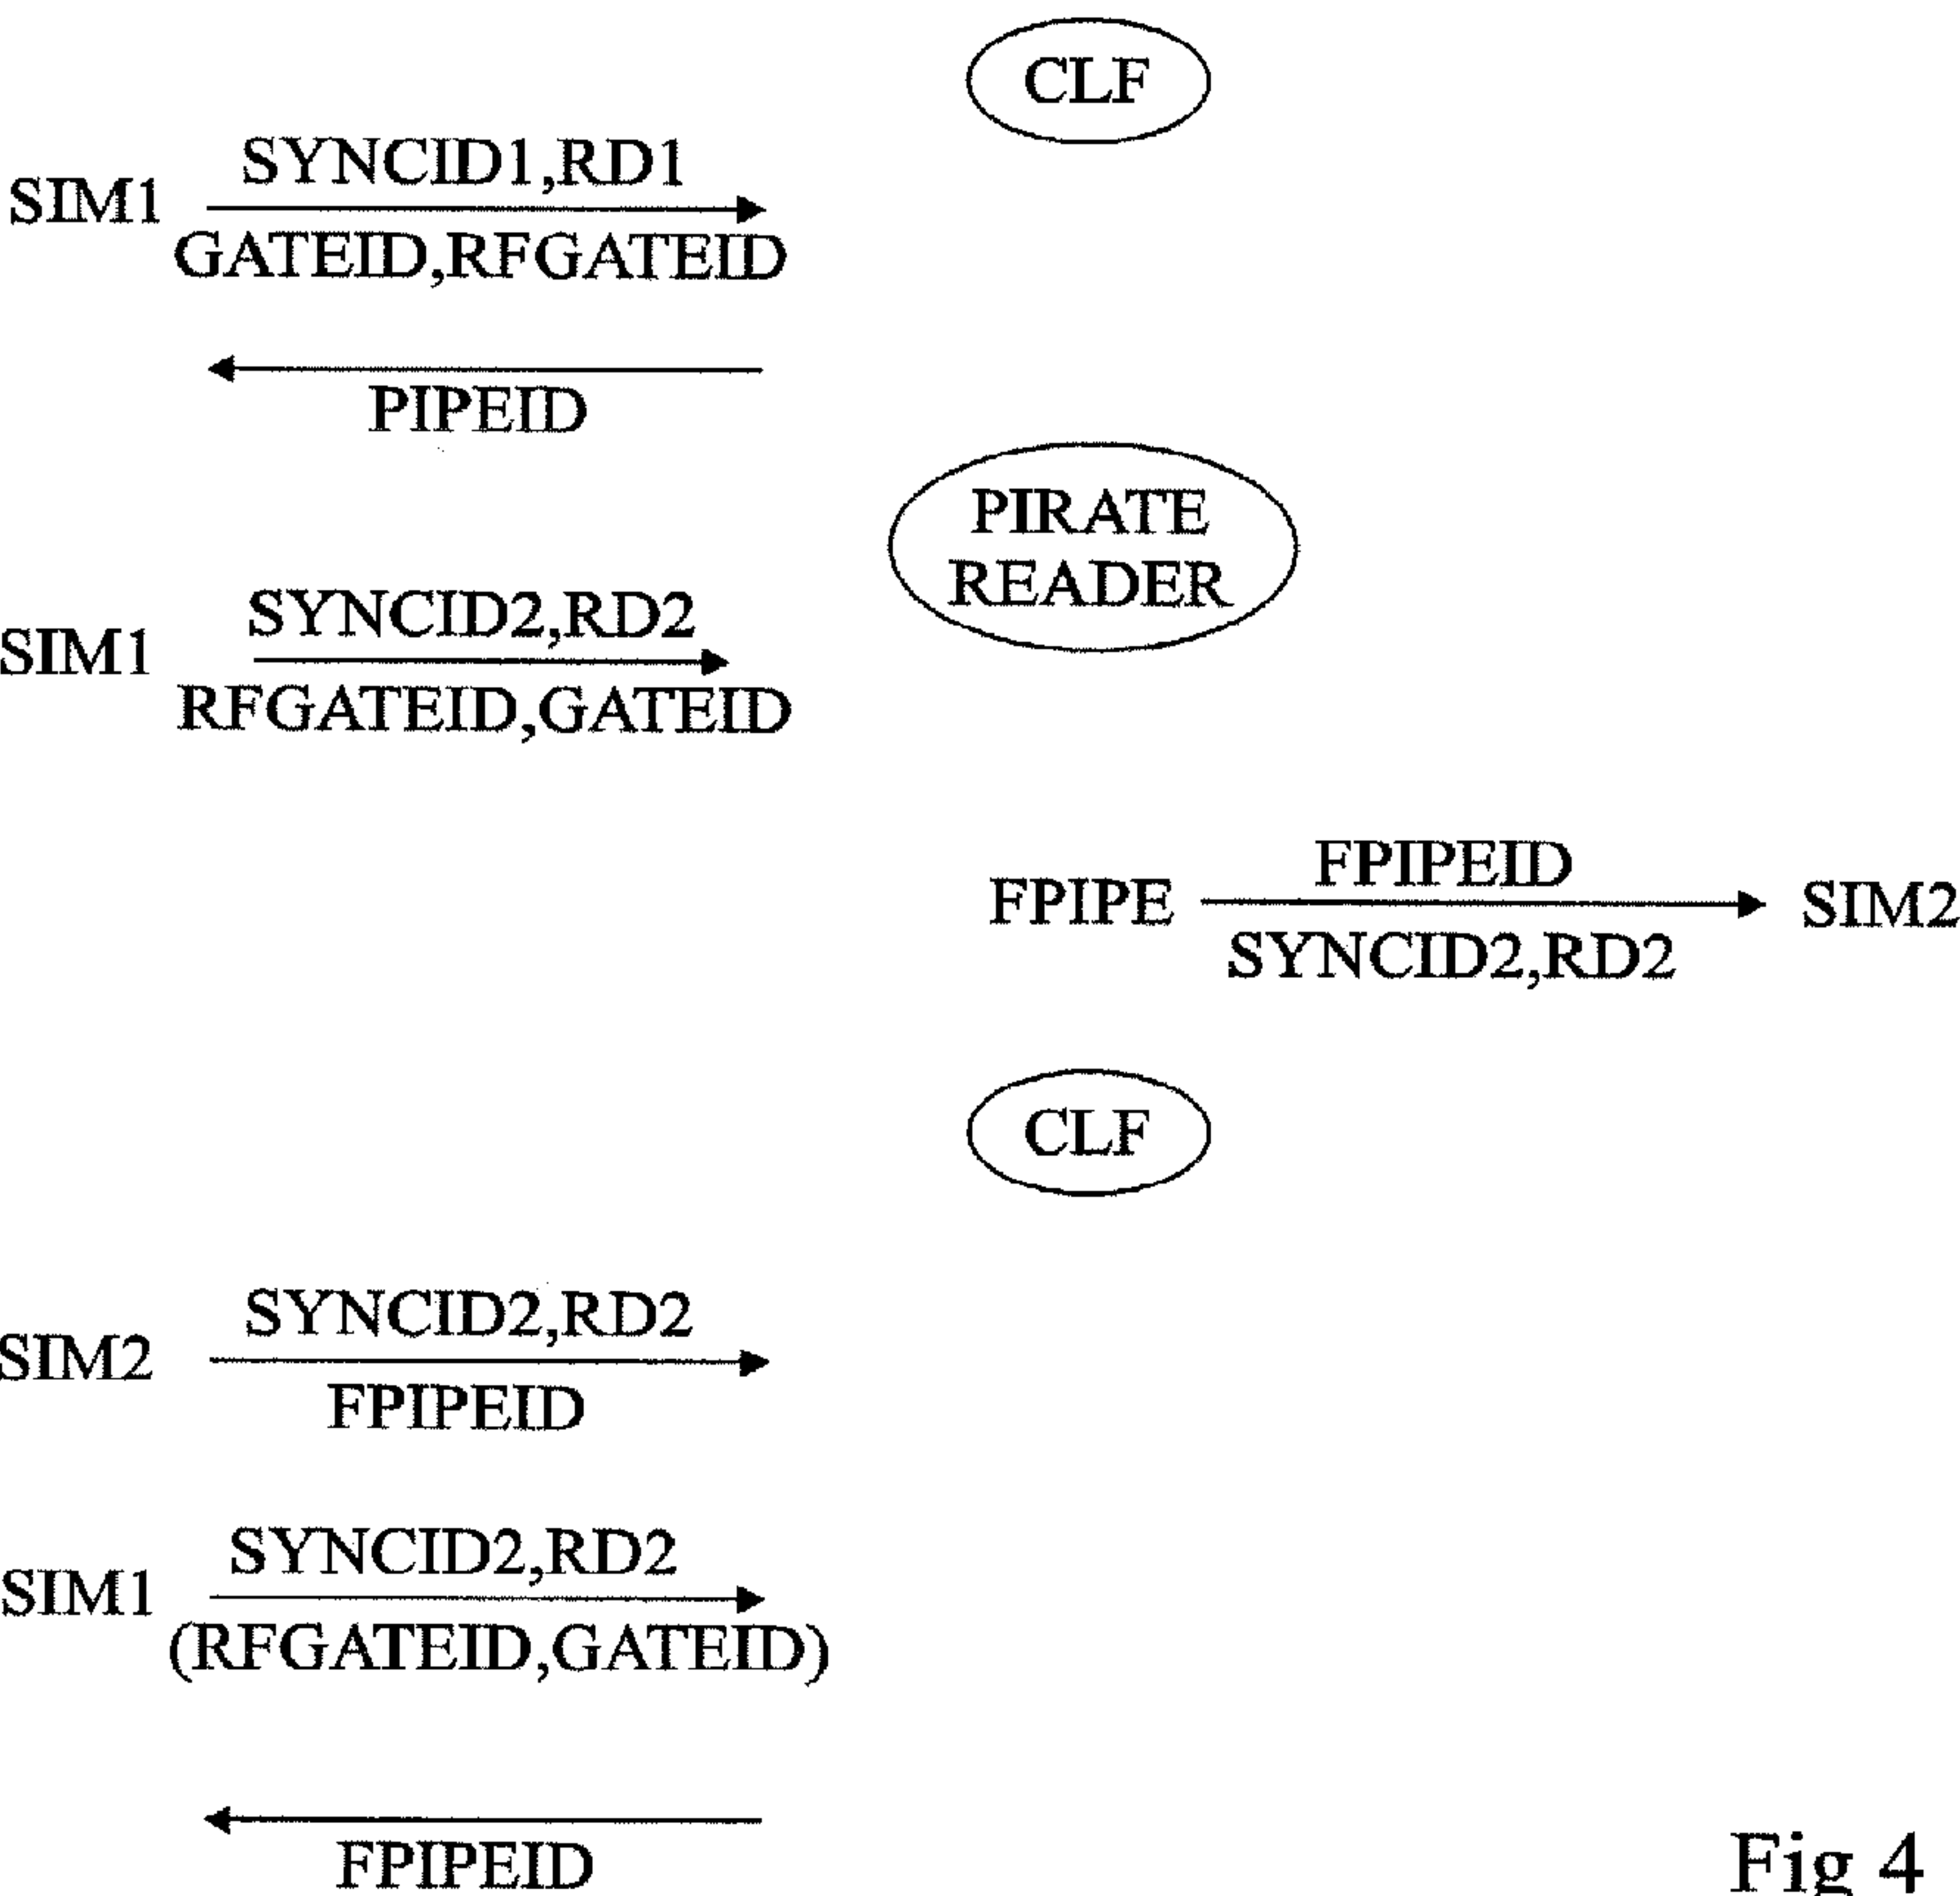 CLF
SYNCID1,RD1
SIM1
GATEID,RFGATEID
PIPEID
PIRATE
READER
SYNCID2,RD2
SIM1
RFGATEID,GATEID
FPIPEID
FPIPE
SIM2
SYNCID2,RD2
CLF
SYNCID2,RD2
SIM2
FPIPEID
SYNCID2,RD2
SIM1
(RFGATEID,GATEID)
FPIPEID
Fig 4